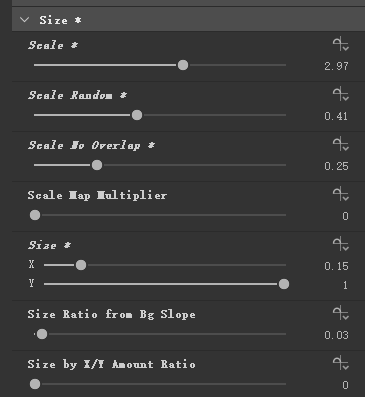 Size *
Scale *
2.97
Scale Random *
0.41
Scale No Overlap *
0.25
Scale Map Multiplier
0
Size *
X 0.15
Y 1
Size Ratio from Bg Slope
0.03
Size by X/Y Amount Ratio
0